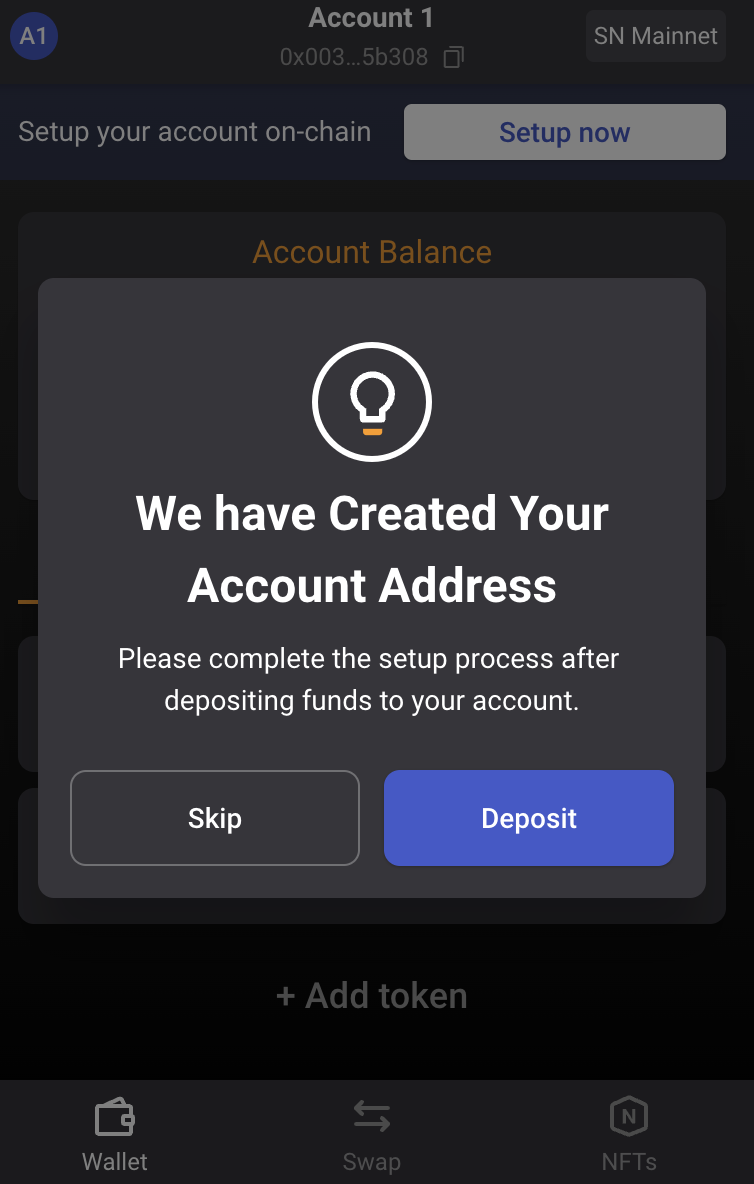 A1
Account 1
0x003...5b308
SN Mainnet
Setup your account on-chain
Setup now
Account Balance
We have Created Your
Account Address
Please complete the setup process after
depositing funds to your account.
Skip
Deposit
+ Add token
N
Wallet
Swap
NFTs